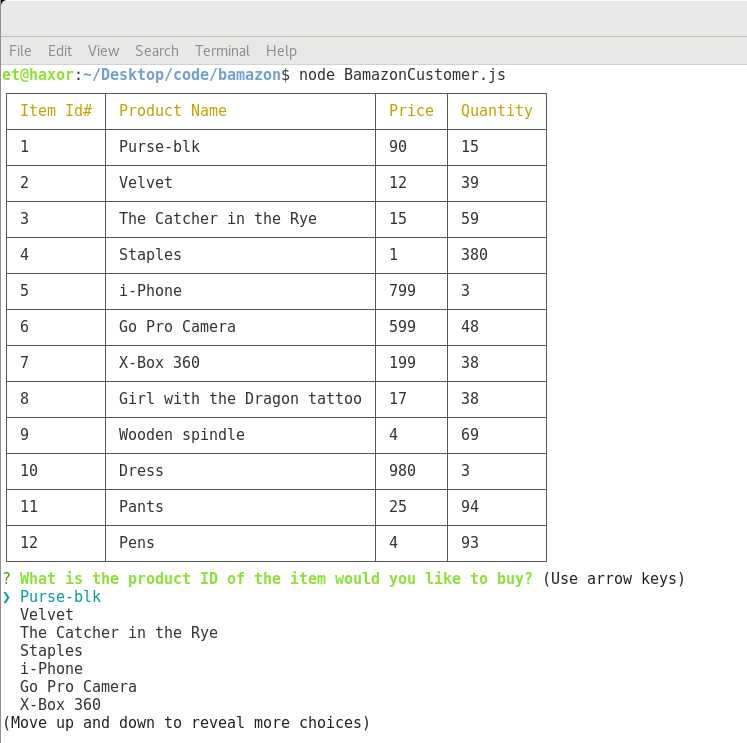 File Edit View Search Terminal Help
et@haxor:~/Desktop/code/bamazon$ node BamazonCustomer.js
Item Id# Product Name Price Quantity
1 Purse-blk 90 15
2 Velvet 12 39
3 The Catcher in the Rye 15 59
4 Staples 1 380
5 i-Phone 799 3
6 Go Pro Camera 599 48
7 X-Box 360 199 38
8 Girl with the Dragon tattoo 17 38
9 Wooden spindle 4 69
10 Dress 980 3
11 Pants 25 94
12 Pens 4 93
? What is the product ID of the item would you like to buy? (Use arrow keys)
❯ Purse-blk
Velvet
The Catcher in the Rye
Staples
i-Phone
Go Pro Camera
X-Box 360
(Move up and down to reveal more choices)